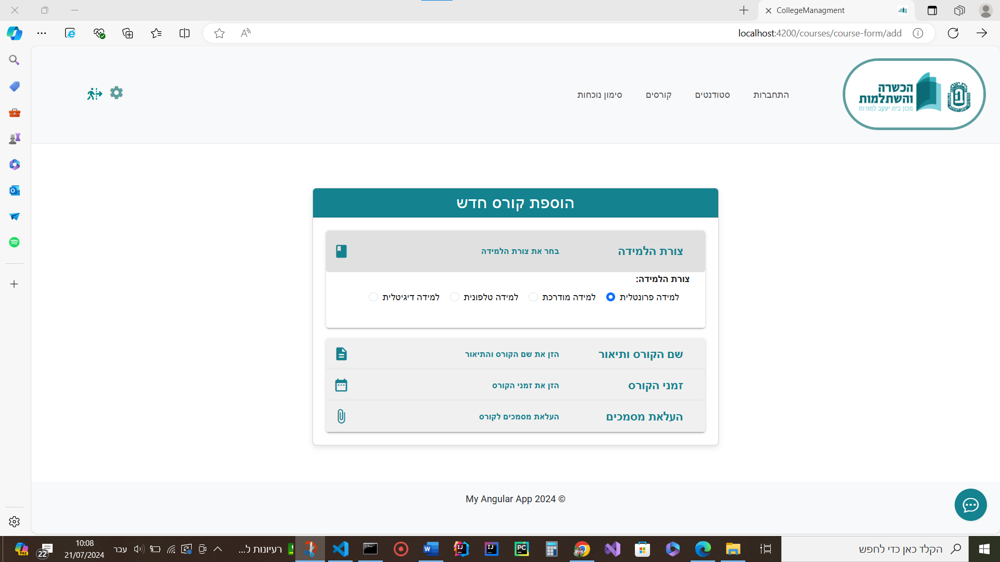 CollegeManagment
localhost:4200/courses/course-form/add
הכשרה
והשתלמות
מכון בית יעקב למורות
התחברות
סטודנטים
קורסים
סימון נוכחות
הוספת קורס חדש
צורת הלמידה
בחר את צורת הלמידה
צורת הלמידה:
למידה פרונטלית
למידה מודרכת
למידה טלפונית
למידה דיגיטלית
שם הקורס ותיאור
הזן את שם הקורס והתיאור
זמני הקורס
הזן את זמני הקורס
העלאת מסמכים
העלאת מסמכים לקורס
My Angular App 2024 ©
הקלד כאן כדי לחפש
רעיונות ל...
עבר
10:08
21/07/2024
22
PRE